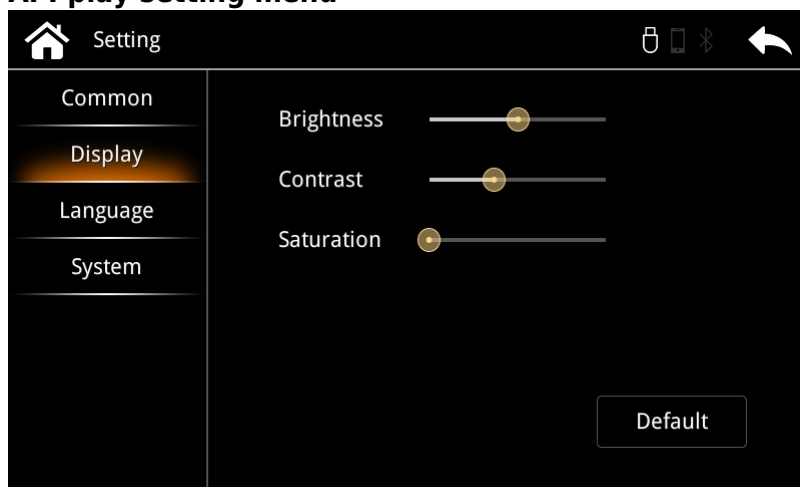 Setting
Common
Display
Language
System
Brightness
Contrast
Saturation
Default